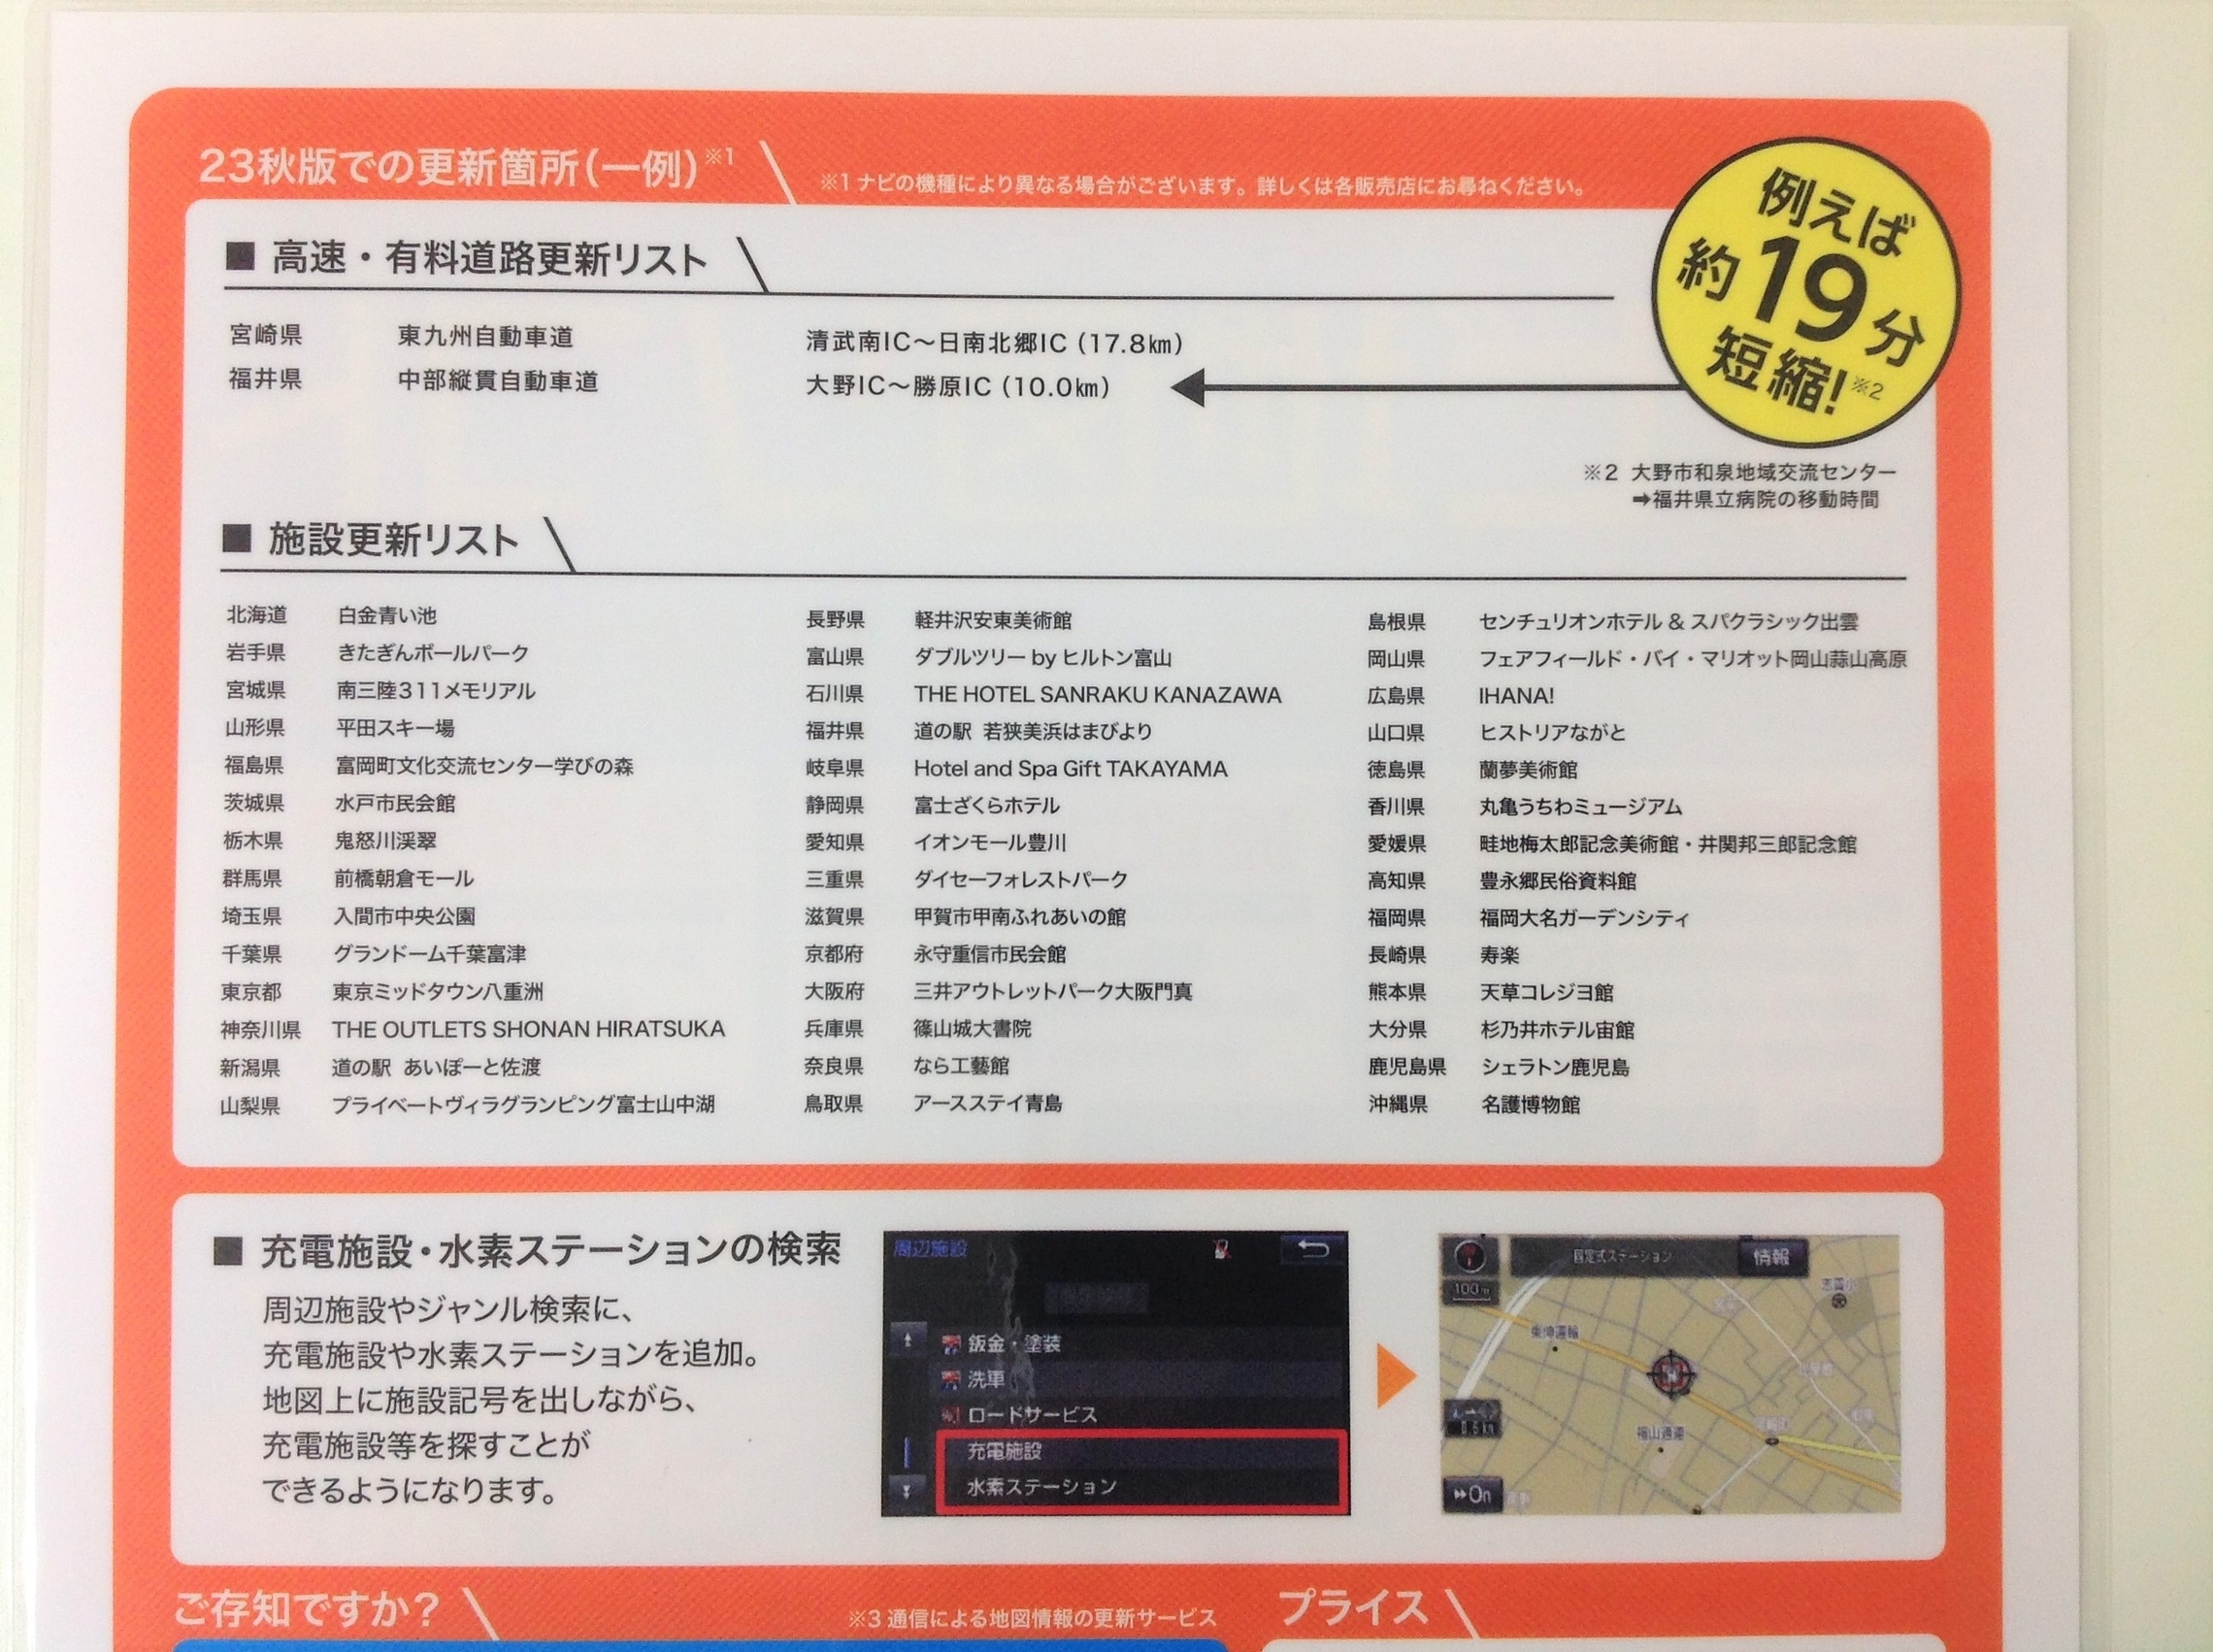 23秋版での更新箇所(一例)※1
※1 ナビの機種により異なる場合がございます。詳しくは各販売店にお尋ねください。
例えば
約19分
短縮!※2
■ 高速・有料道路更新リスト
宮崎県 東九州自動車道 清武南IC〜日南北郷IC (17.8㎞)
福井県 中部縦貫自動車道 大野IC〜勝原IC (10.0㎞)
※2 大野市和泉地域交流センター
➡福井県立病院の移動時間
■ 施設更新リスト
北海道 白金青い池
岩手県 きたぎんボールパーク
宮城県 南三陸311メモリアル
山形県 平田スキー場
福島県 富岡町文化交流センター学びの森
茨城県 水戸市民会館
栃木県 鬼怒川渓翠
群馬県 前橋朝倉モール
埼玉県 入間市中央公園
千葉県 グランドーム千葉富津
東京都 東京ミッドタウン八重洲
神奈川県 THE OUTLETS SHONAN HIRATSUKA
新潟県 道の駅 あいぽーと佐渡
山梨県 プライベートヴィラグランピング富士山中湖
長野県 軽井沢安東美術館
富山県 ダブルツリー by ヒルトン富山
石川県 THE HOTEL SANRAKU KANAZAWA
福井県 道の駅 若狭美浜はまびより
岐阜県 Hotel and Spa Gift TAKAYAMA
静岡県 富士ざくらホテル
愛知県 イオンモール豊川
三重県 ダイセーフォレストパーク
滋賀県 甲賀市甲南ふれあいの館
京都府 永守重信市民会館
大阪府 三井アウトレットパーク大阪門真
兵庫県 篠山城大書院
奈良県 なら工藝館
鳥取県 アースステイ青島
島根県 センチュリオンホテル & スパクラシック出雲
岡山県 フェアフィールド・バイ・マリオット岡山蒜山高原
広島県 IHANA!
山口県 ヒストリアながと
徳島県 蘭夢美術館
香川県 丸亀うちわミュージアム
愛媛県 畦地梅太郎記念美術館・井関邦三郎記念館
高知県 豊永郷民俗資料館
福岡県 福岡大名ガーデンシティ
長崎県 寿楽
熊本県 天草コレジヨ館
大分県 杉乃井ホテル宙館
鹿児島県 シェラトン鹿児島
沖縄県 名護博物館
■ 充電施設・水素ステーションの検索
周辺施設やジャンル検索に、
充電施設や水素ステーションを追加。
地図上に施設記号を出しながら、
充電施設等を探すことが
できるようになります。
周辺施設
鈑金・塗装
洗車
ロードサービス
充電施設
水素ステーション
固定式ステーション
情報
100m
東伸運輸
福山通運
On
ご存知ですか?
※3 通信による地図情報の更新サービス
プライス